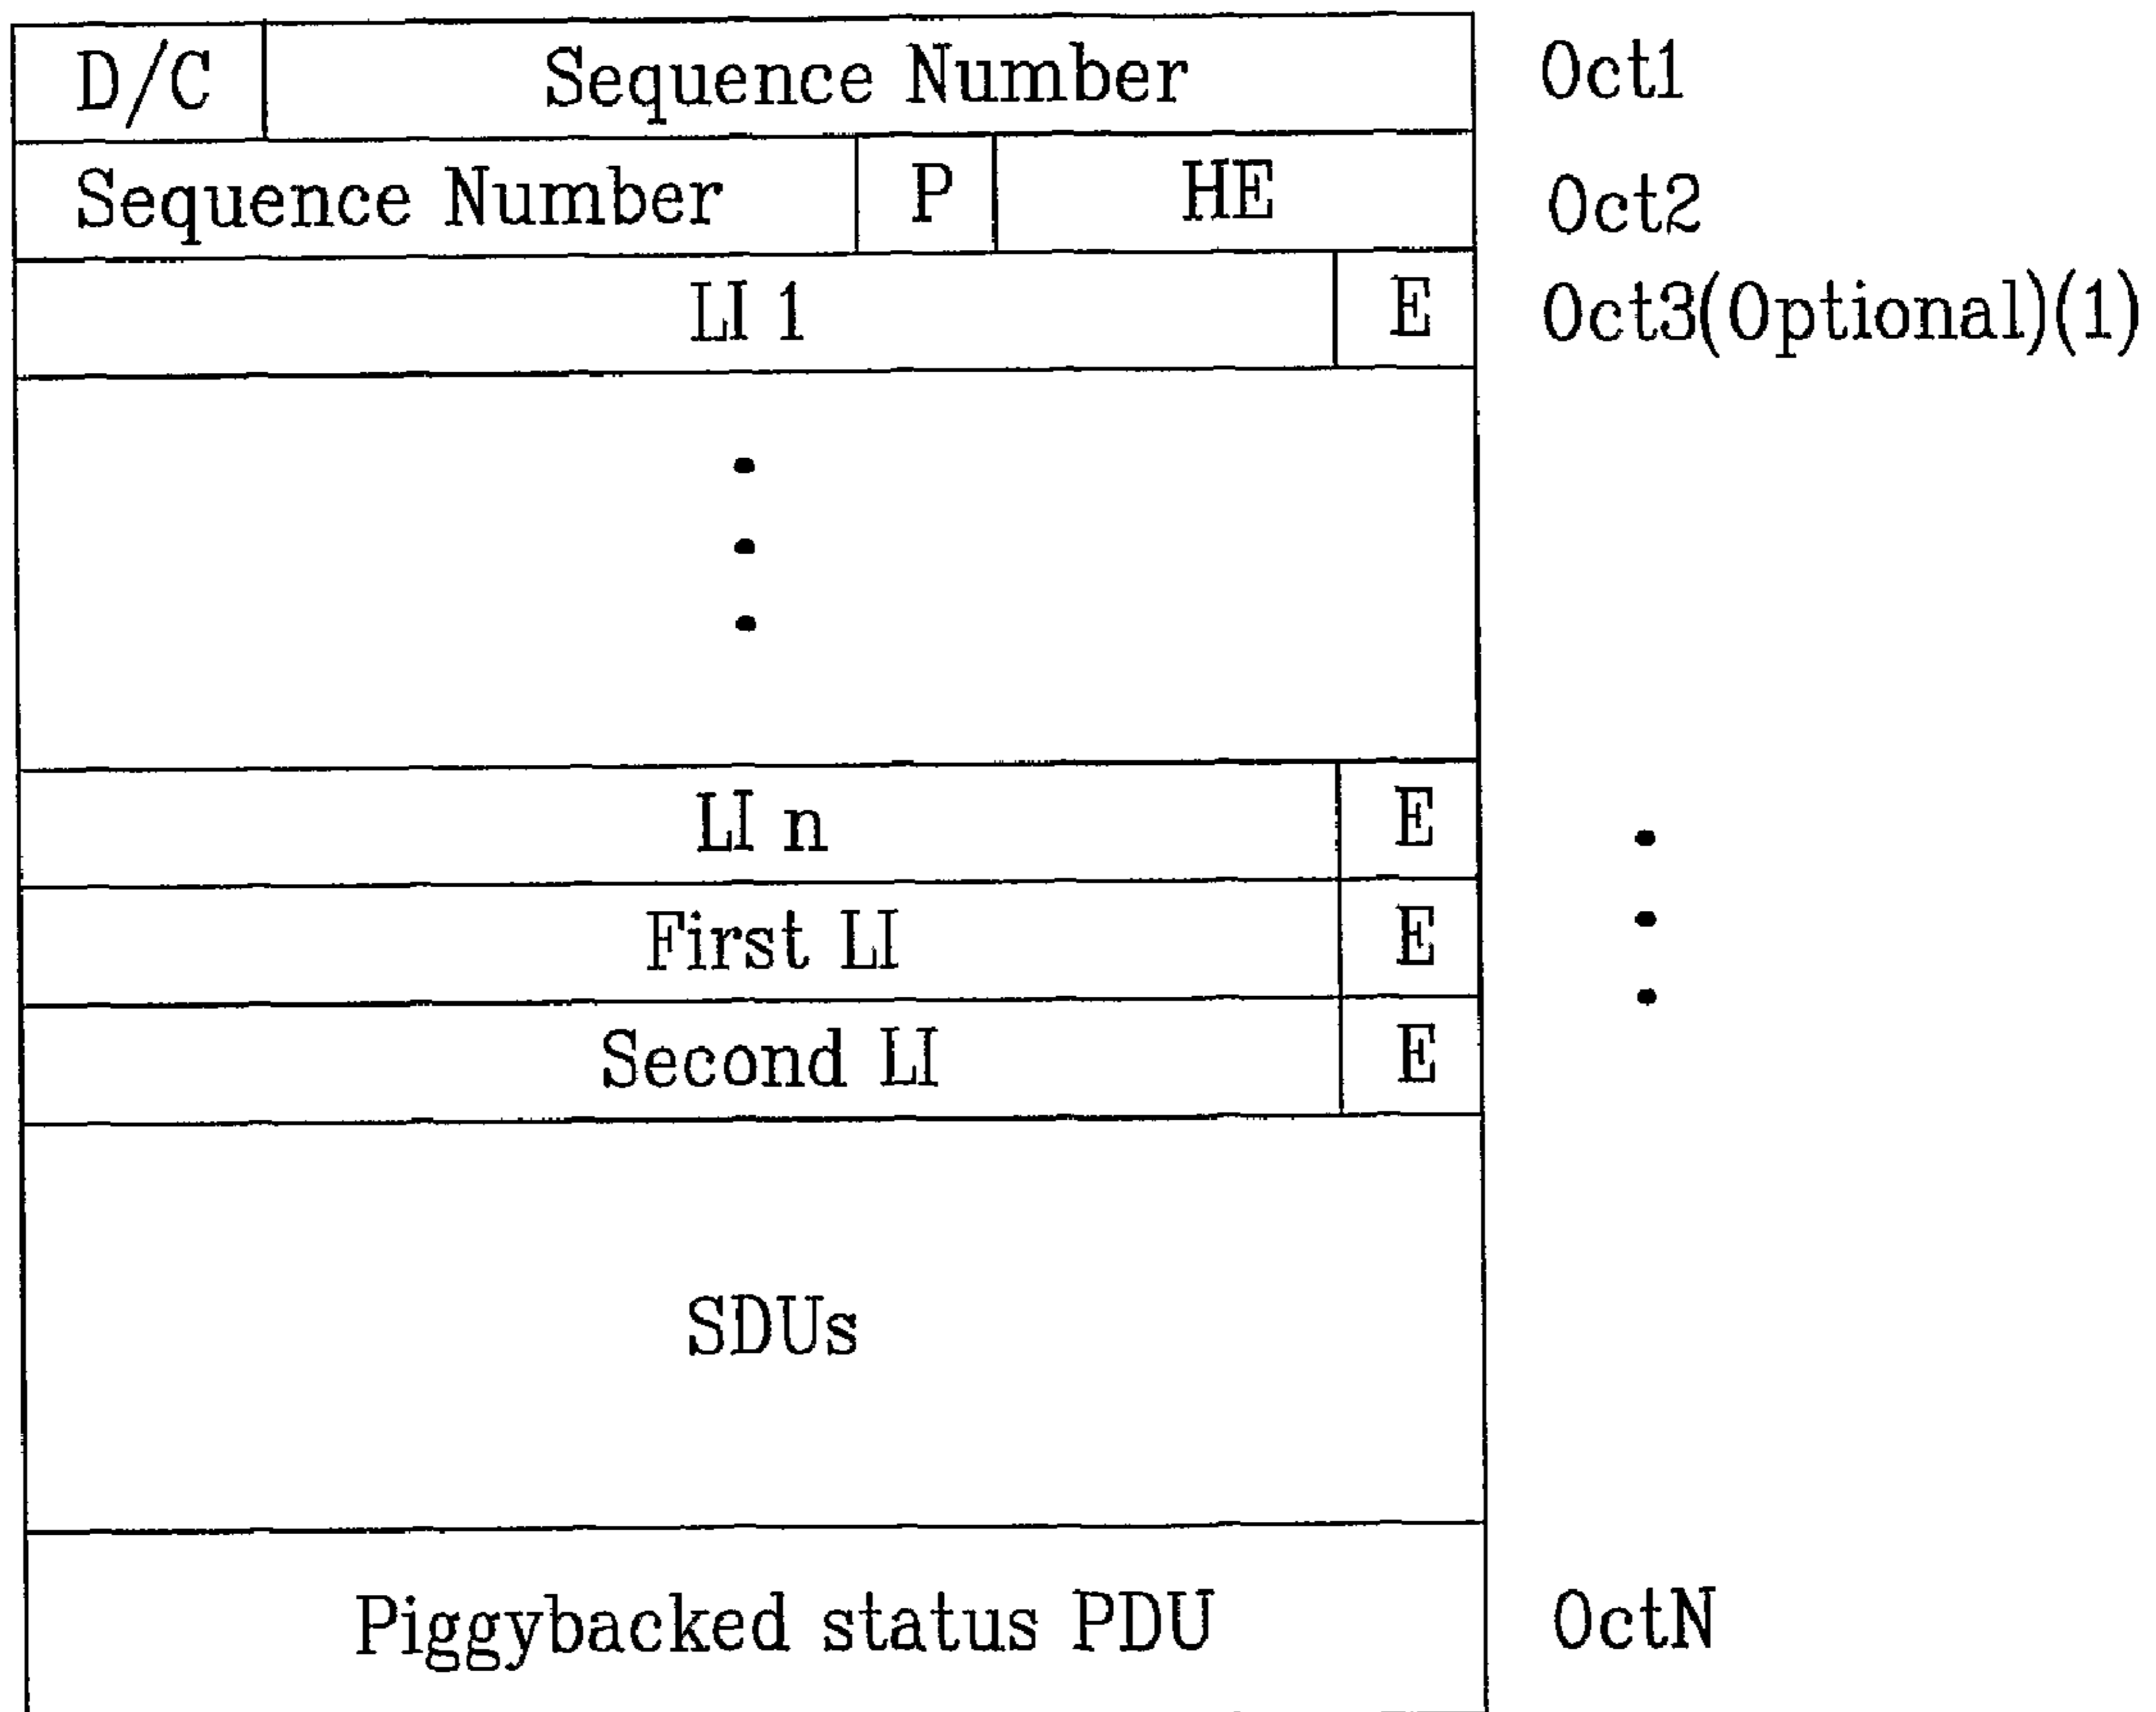 D/C Sequence Number Oct1
Sequence Number P HE Oct2
LI 1 E Oct3(Optional)(1)
LI n E
First LI E
Second LI E
SDUs
Piggybacked status PDU OctN